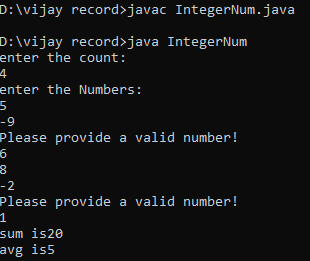 D:\vijay record>javac IntegerNum.java
D:\vijay record>java IntegerNum
enter the count:
4
enter the Numbers:
5
-9
Please provide a valid number!
6
8
-2
Please provide a valid number!
1
sum is20
avg is5